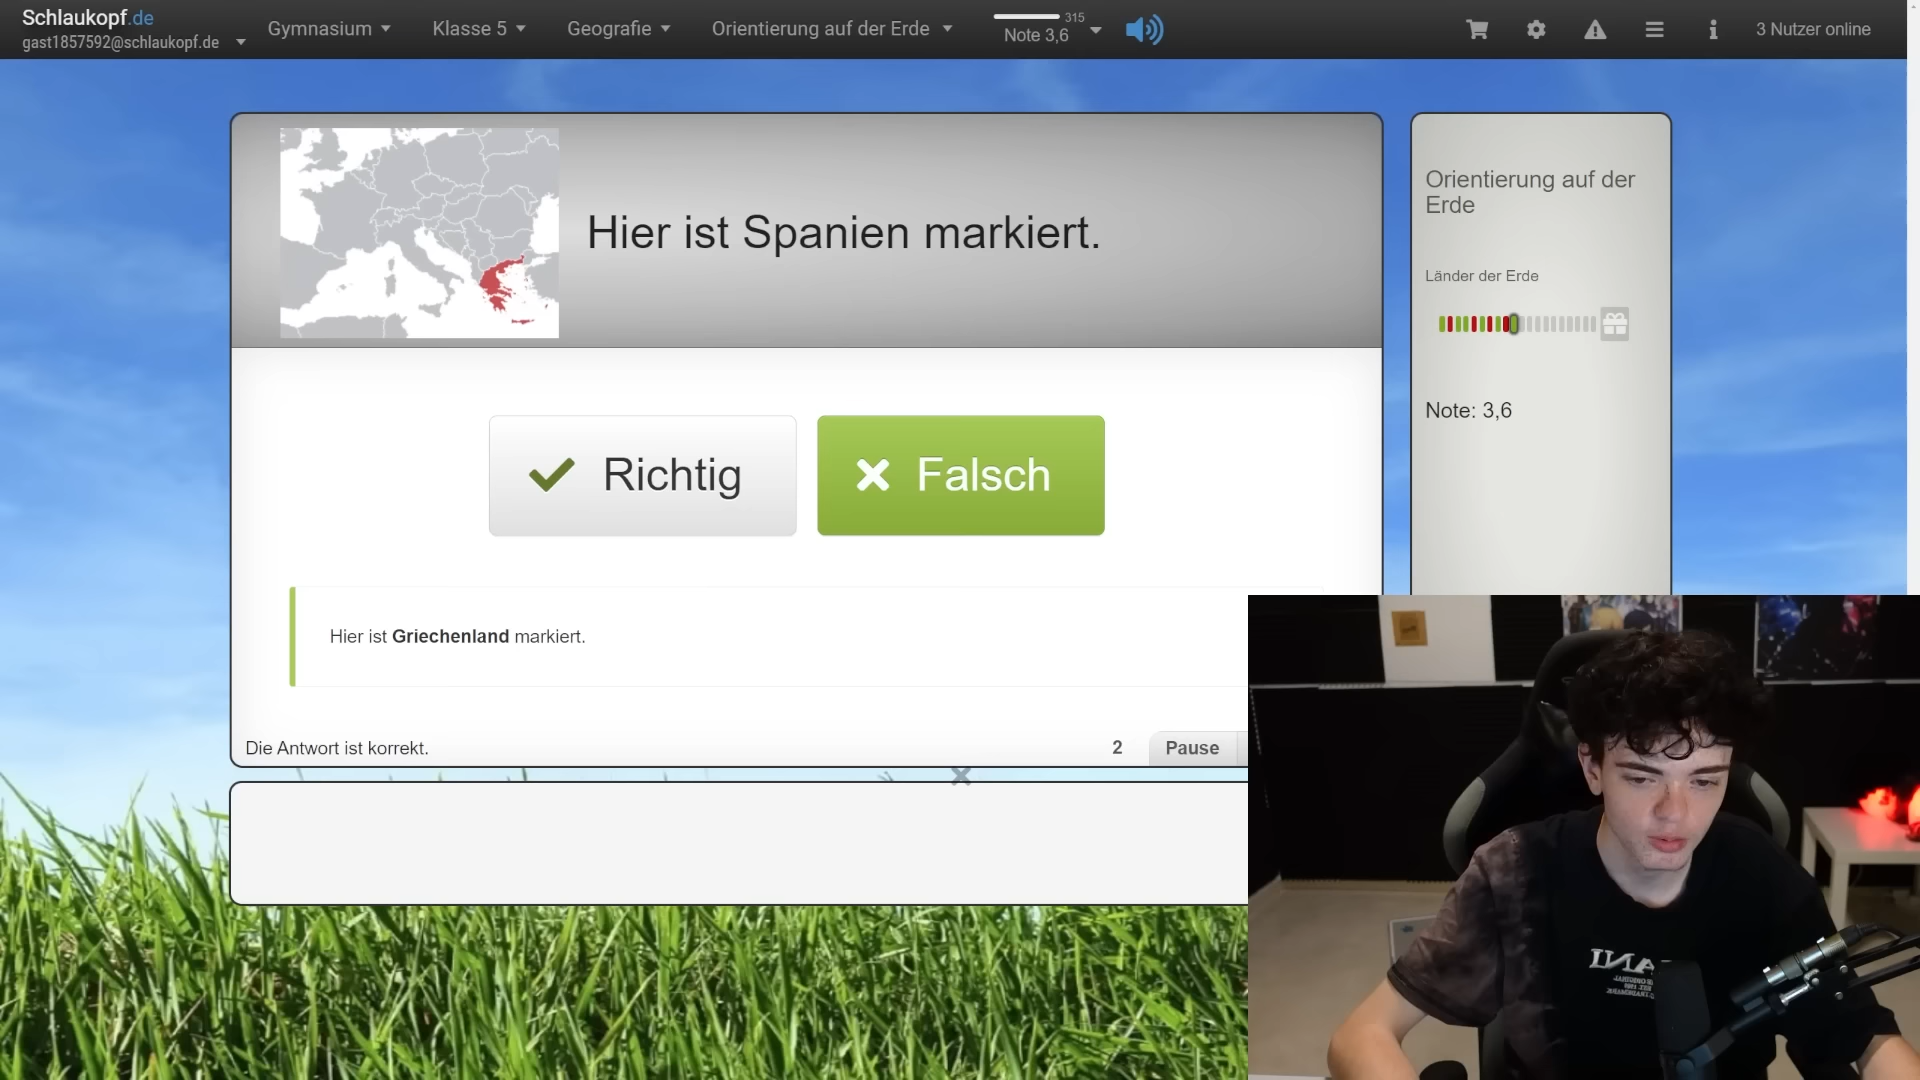 Schlaukopf.de
gast1857592@schlaukopf.de
Gymnasium
Klasse 5
Geografie
Orientierung auf der Erde
315
Note 3,6
3 Nutzer online
Hier ist Spanien markiert.
Richtig
Falsch
Hier ist Griechenland markiert.
Die Antwort ist korrekt.
2
Pause
Orientierung auf der
Erde
Länder der Erde
Note: 3,6